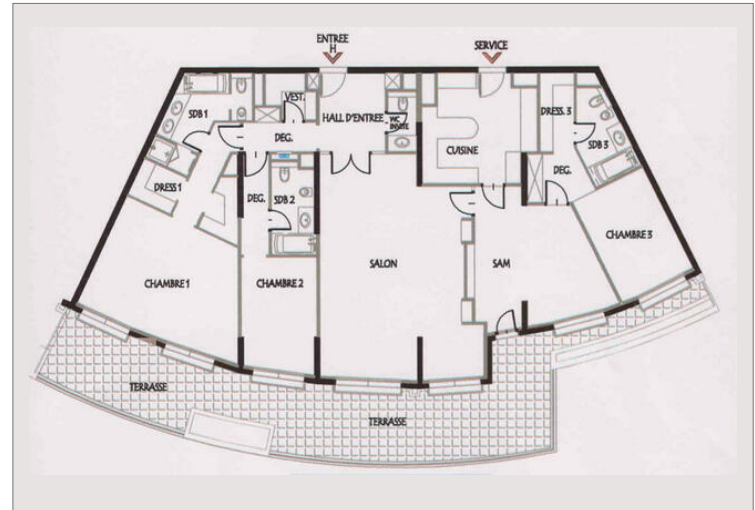 ENTREE
H
SERVICE
VEST.
SDB 1
HALL D'ENTREE
WC
INVITE
DRESS. 3
DEG.
CUISINE
SDB 3
DRESS 1
DEG.
SDB 2
DEG.
CHAMBRE 3
SALON
SAM
CHAMBRE 1
CHAMBRE 2
TERRASSE
TERRASSE